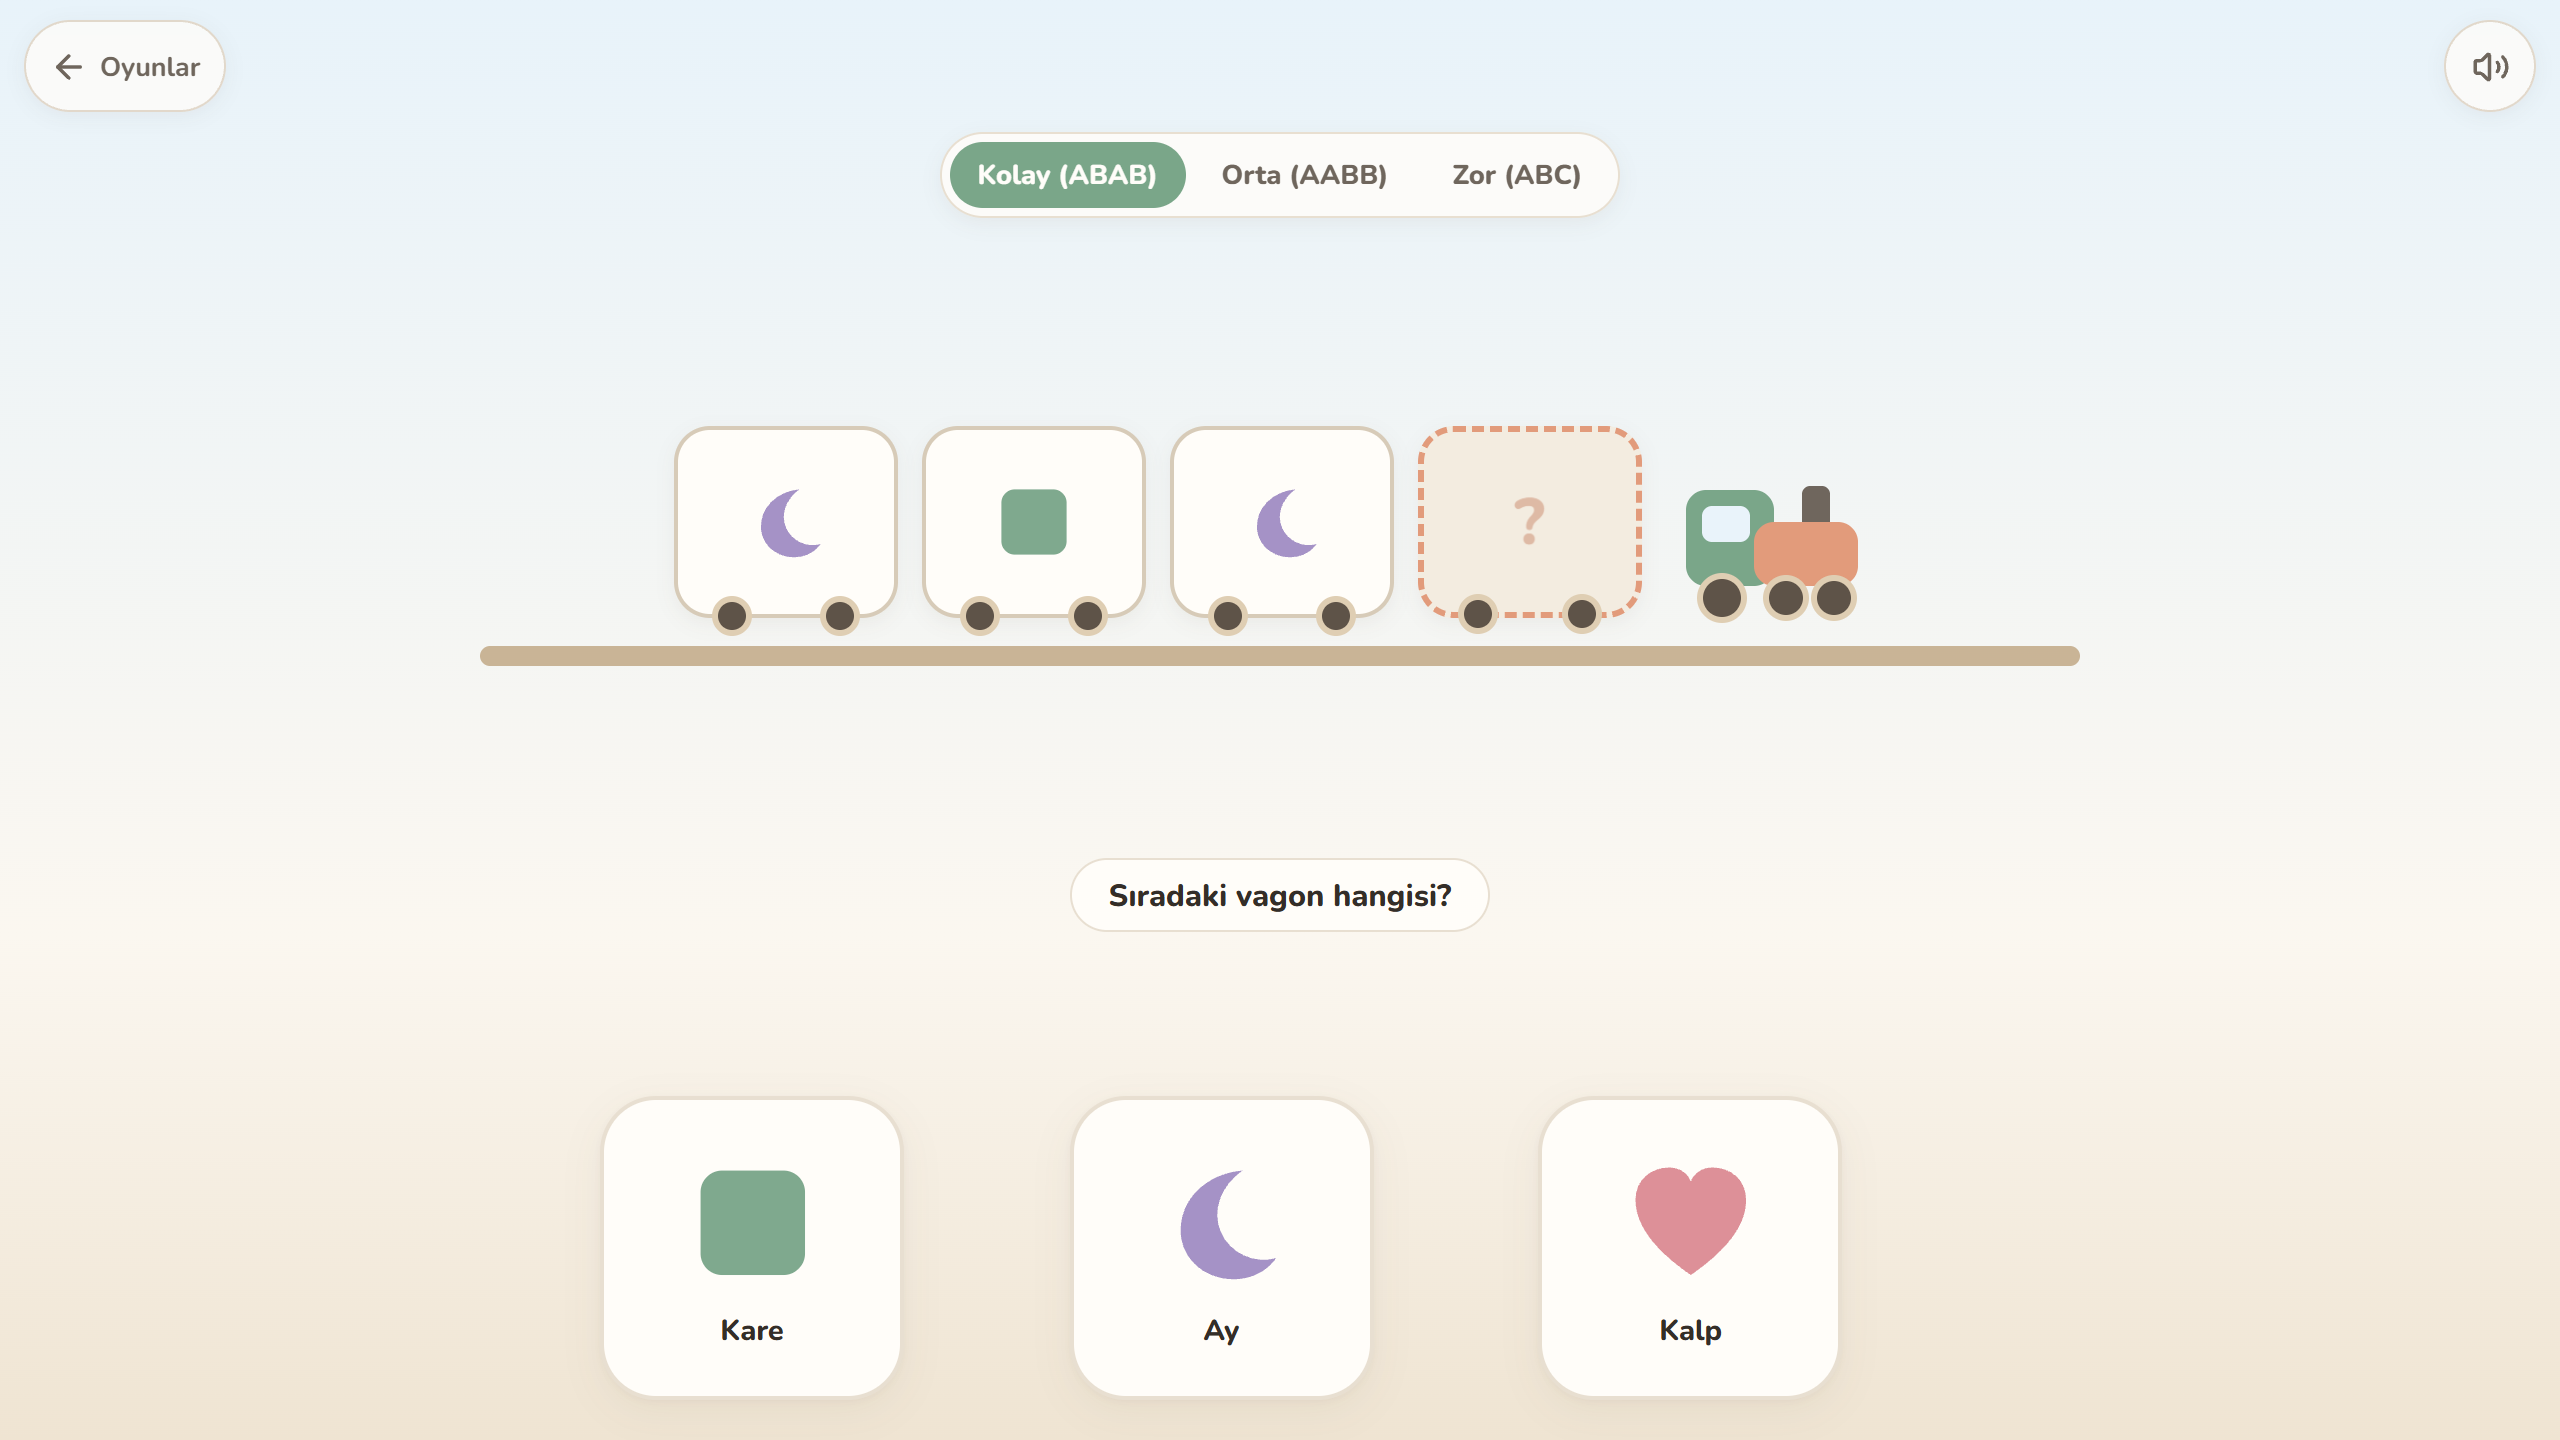 Oyunlar
Kolay (ABAB)
Orta (AABB)
Zor (ABC)
?
Sıradaki vagon hangisi?
Kare
Ay
Kalp